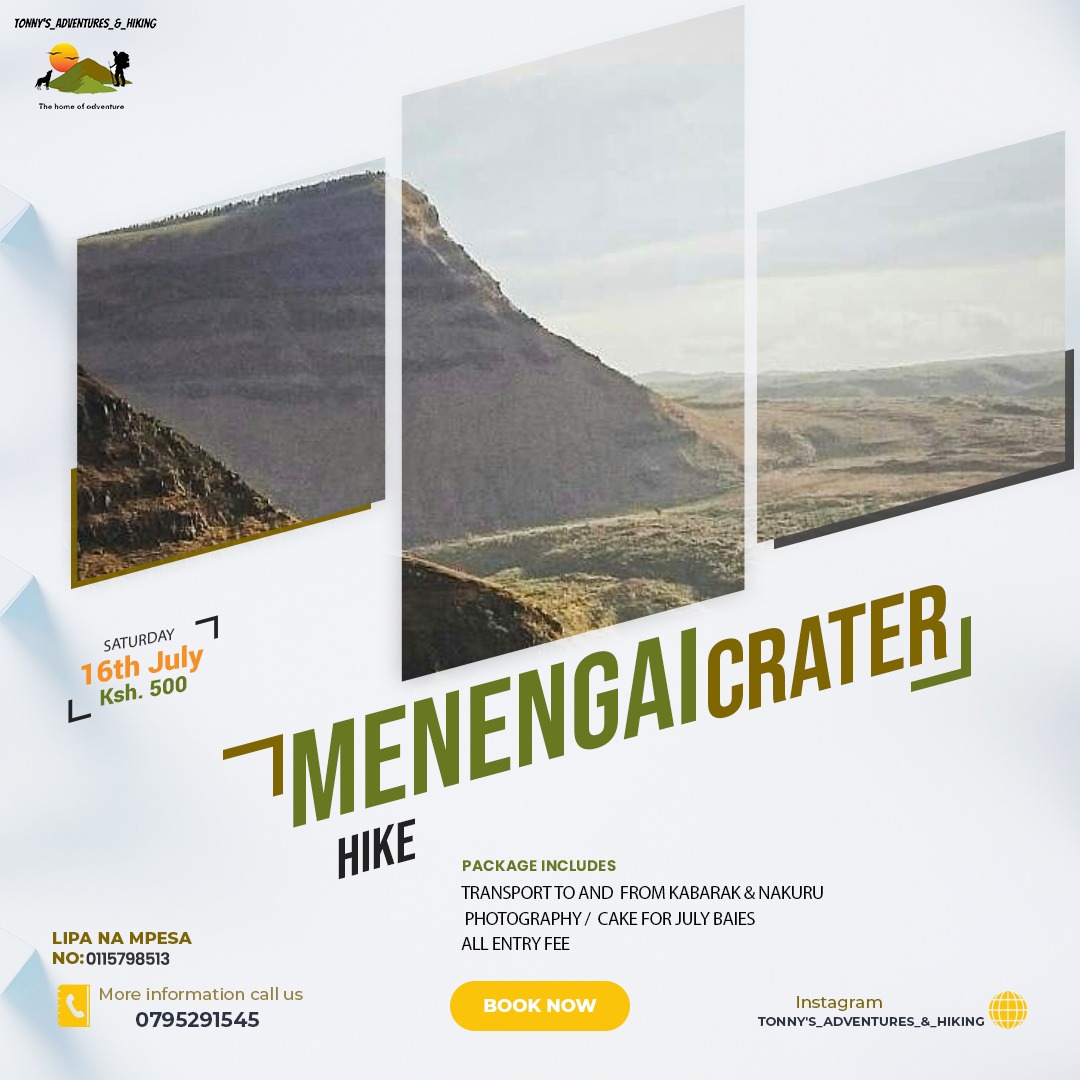 TONNY'S_ADVENTURES_&_HIKING
The home of adventure
SATURDAY
16th July
Ksh. 500
MENENGAI CRATER
HIKE
PACKAGE INCLUDES
TRANSPORT TO AND FROM KABARAK & NAKURU
PHOTOGRAPHY / CAKE FOR JULY BAIES
ALL ENTRY FEE
LIPA NA MPESA
NO: 0115798513
More information call us
0795291545
BOOK NOW
Instagram
TONNY'S_ADVENTURES_&_HIKING